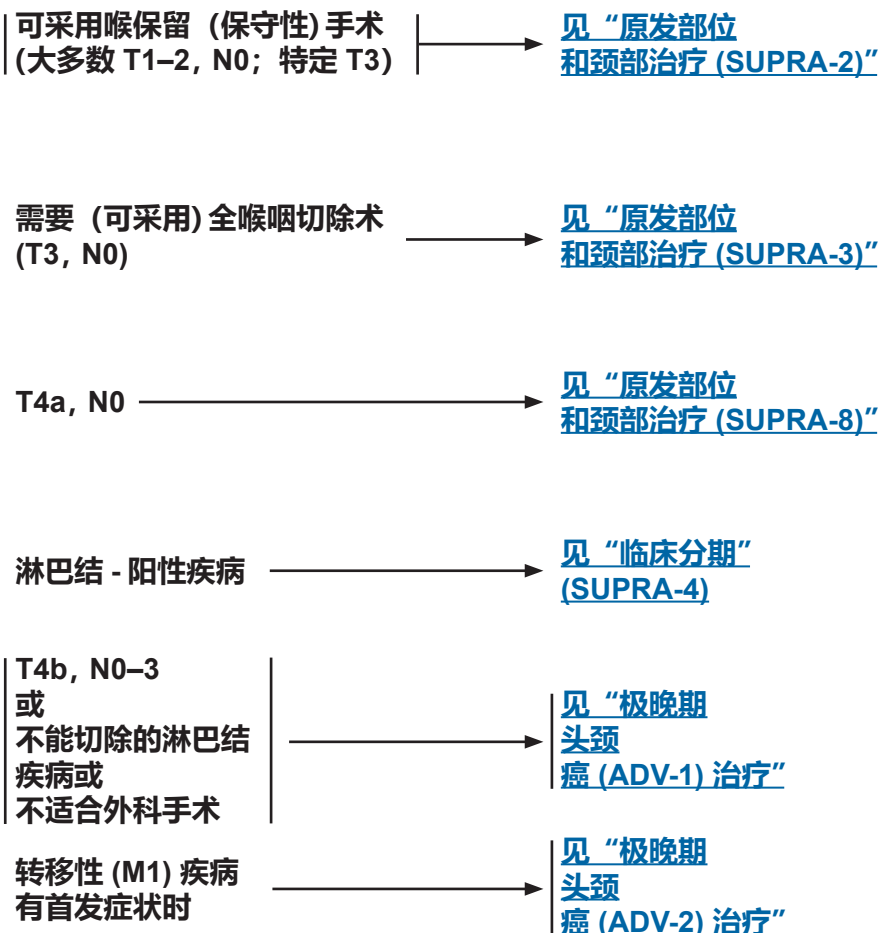 可采用喉保留（保守性) 手术
(大多数 T1–2, N0；特定 T3)
见“原发部位
和颈部治疗 (SUPRA-2)”
需要（可采用) 全喉咽切除术
(T3, N0)
见“原发部位
和颈部治疗 (SUPRA-3)”
T4a, N0
见“原发部位
和颈部治疗 (SUPRA-8)”
淋巴结 - 阳性疾病
见“临床分期”
(SUPRA-4)
T4b, N0–3
或
不能切除的淋巴结
疾病或
不适合外科手术
见“极晚期
头颈
癌 (ADV-1) 治疗”
转移性 (M1) 疾病
有首发症状时
见“极晚期
头颈
癌 (ADV-2) 治疗”